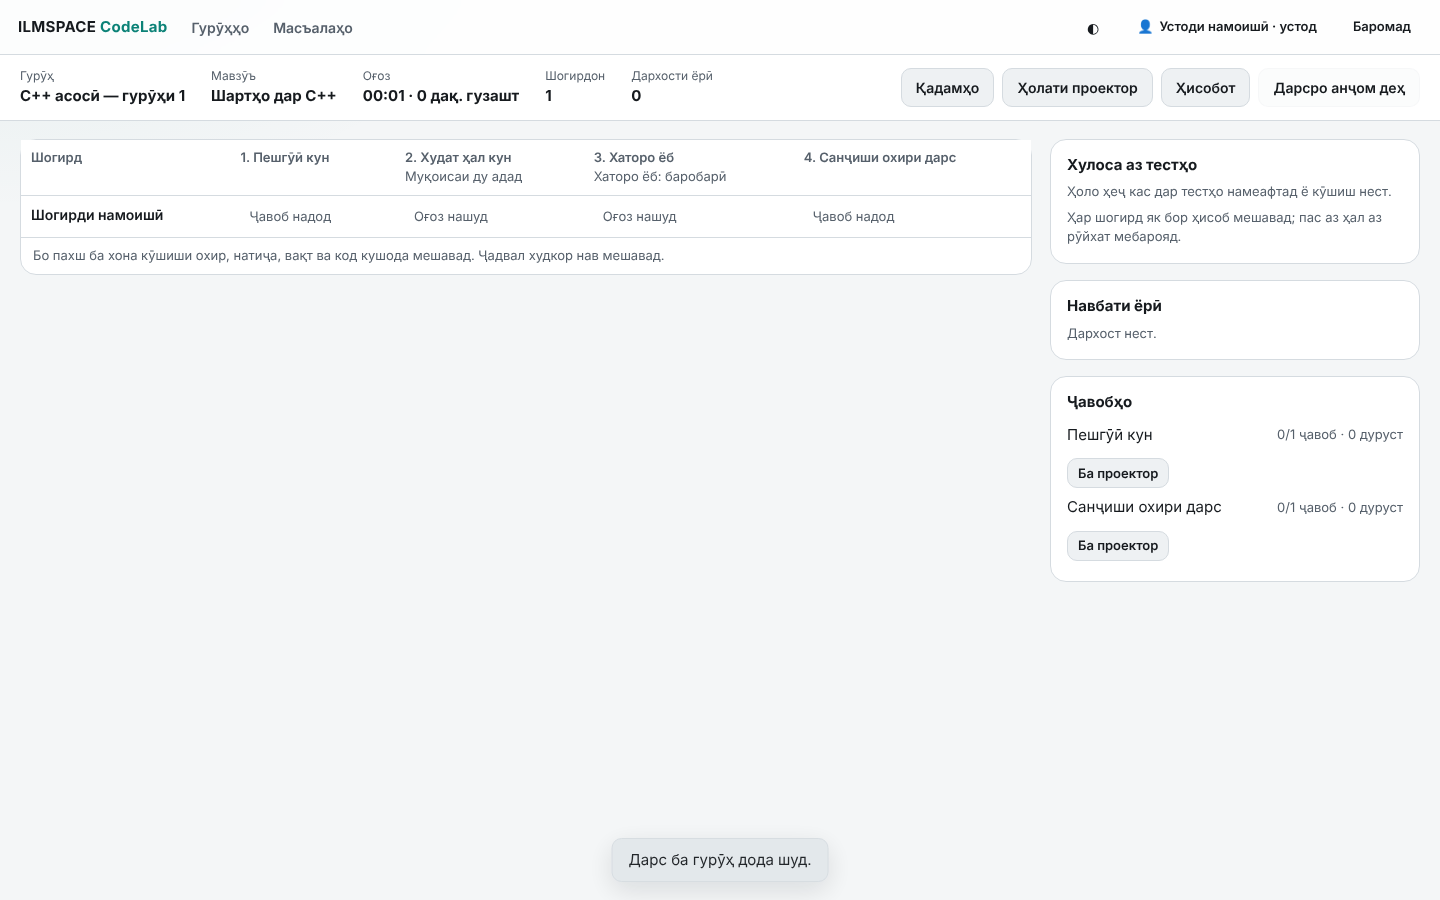 ILMSPACE CodeLab
Гурӯҳҳо
Масъалаҳо
Устоди намоишӣ · устод
Баромад
Гурӯҳ
C++ асосӣ — гурӯҳи 1
Мавзӯъ
Шартҳо дар C++
Оғоз
00:01 · 0 дақ. гузашт
Шогирдон
1
Дархости ёрӣ
0
Қадамҳо
Ҳолати проектор
Ҳисобот
Дарсро анҷом деҳ
Шогирд
1. Пешгӯӣ кун
2. Худат ҳал кун
Муқоисаи ду адад
3. Хаторо ёб
Хаторо ёб: баробарӣ
4. Санҷиши охири дарс
Шогирди намоишӣ
Ҷавоб надод
Оғоз нашуд
Оғоз нашуд
Ҷавоб надод
Бо пахш ба хона кӯшиши охир, натиҷа, вақт ва код кушода мешавад. Ҷадвал худкор нав мешавад.
Хулоса аз тестҳо
Ҳоло ҳеҷ кас дар тестҳо намеафтад ё кӯшиш нест.
Ҳар шогирд як бор ҳисоб мешавад; пас аз ҳал аз
рӯйхат мебарояд.
Навбати ёрӣ
Дархост нест.
Ҷавобҳо
Пешгӯӣ кун
0/1 ҷавоб · 0 дуруст
Ба проектор
Санҷиши охири дарс
0/1 ҷавоб · 0 дуруст
Ба проектор
Дарс ба гурӯҳ дода шуд.